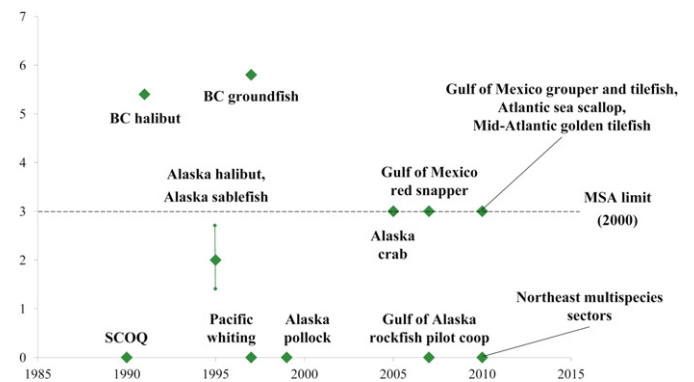 7
6
5
4
3
2
1
0
1985
1990
1995
2000
2005
2010
2015
BC halibut
BC groundfish
Gulf of Mexico grouper and tilefish,
Atlantic sea scallop,
Mid-Atlantic golden tilefish
Alaska halibut,
Alaska sablefish
Gulf of Mexico
red snapper
MSA limit
(2000)
Alaska
crab
SCOQ
Pacific
whiting
Alaska
pollock
Gulf of Alaska
rockfish pilot coop
Northeast multispecies
sectors